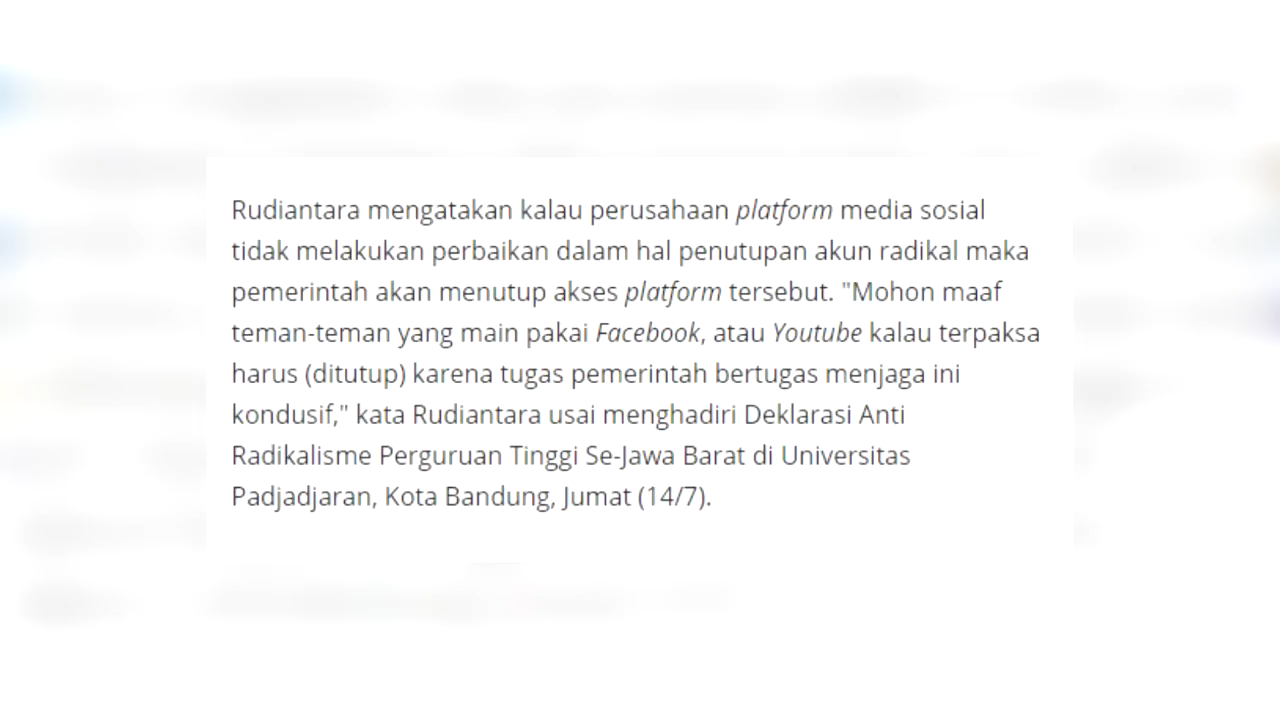 Rudiantara mengatakan kalau perusahaan platform media sosial
tidak melakukan perbaikan dalam hal penutupan akun radikal maka
pemerintah akan menutup akses platform tersebut. "Mohon maaf
teman-teman yang main pakai Facebook, atau Youtube kalau terpaksa
harus (ditutup) karena tugas pemerintah bertugas menjaga ini
kondusif," kata Rudiantara usai menghadiri Deklarasi Anti
Radikalisme Perguruan Tinggi Se-Jawa Barat di Universitas
Padjadjaran, Kota Bandung, Jumat (14/7).